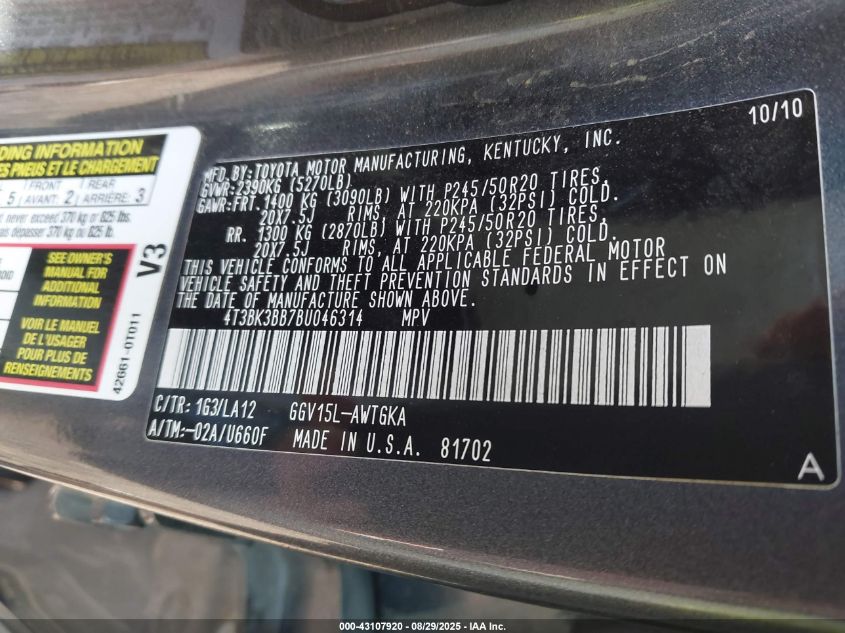 DING INFORMATION
ES PNEUS ET LE CHARGEMENT
5 FRONT AVANT: 2 REAR ARRIÈRE: 3
never exceed 370 kg or 825 lbs.
dépasser 370 kg ou 825 lb.
SEE OWNER'S
MANUAL FOR
ADDITIONAL
INFORMATION
VOIR LE MANUEL
POUR PLUS DE
RENSEIGNEMENTS
V3
42661-0T011
10/10
MFD.BY:TOYOTA MOTOR MANUFACTURING, KENTUCKY, INC.
GVWR:2390KG (5270LB)
GAWR:FRT.1400 KG (3090LB) WITH P245/50R20 TIRES,
20X7.5J RIMS, AT 220KPA (32PSI) COLD.
RR. 1300 KG (2870LB) WITH P245/50R20 TIRES,
20X7.5J RIMS, AT 220KPA (32PSI) COLD.
THIS VEHICLE CONFORMS TO ALL APPLICABLE FEDERAL MOTOR
VEHICLE SAFETY AND THEFT PREVENTION STANDARDS IN EFFECT ON
THE DATE OF MANUFACTURE SHOWN ABOVE.
4T3BK3BB7BU046314 MPV
C/TR: 1G3/LA12 GGV15L-AWTGKA
A/TM:-02A/U660F MADE IN U.S.A. 81702
A
000-43107920 - 08/29/2025 - IAA Inc.